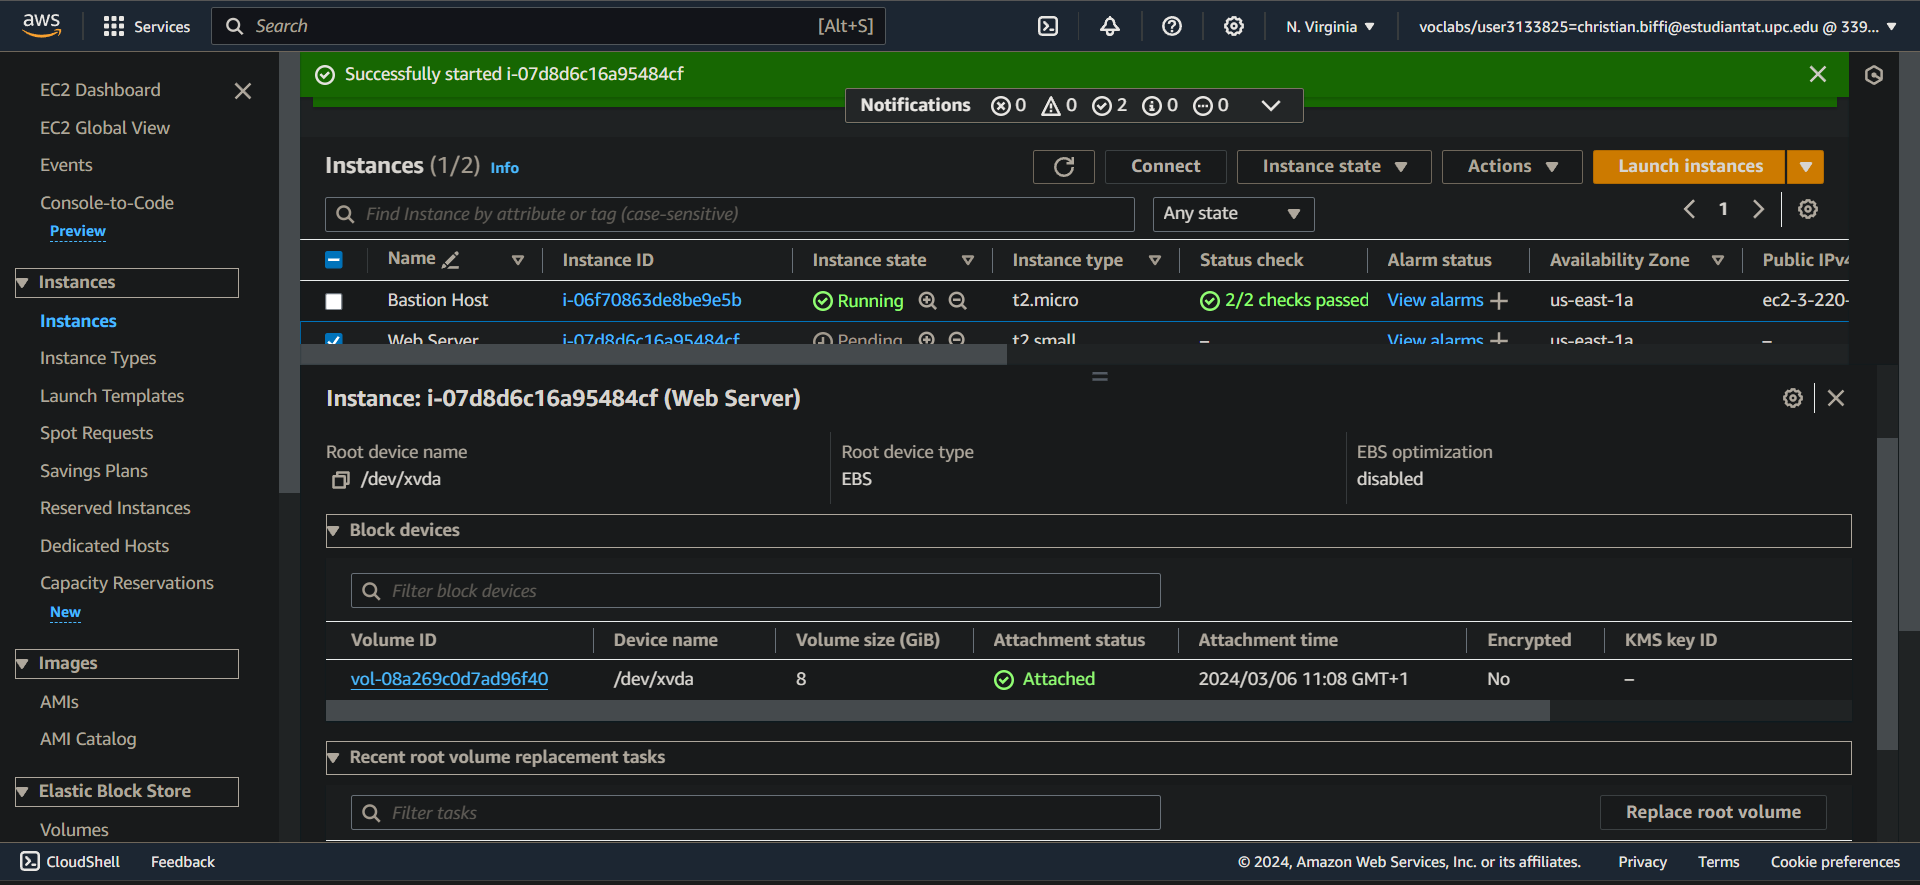 aws
Services
Search
[Alt+S]
N. Virginia
voclabs/user3133825=christian.biffi@estudiantat.upc.edu @ 339...
EC2 Dashboard
EC2 Global View
Events
Console-to-Code
Preview
Instances
Instances
Instance Types
Launch Templates
Spot Requests
Savings Plans
Reserved Instances
Dedicated Hosts
Capacity Reservations
New
Images
AMIs
AMI Catalog
Elastic Block Store
Volumes
Successfully started i-07d8d6c16a95484cf
Notifications 0 0 2 0 0
Instances (1/2) Info
Connect
Instance state
Actions
Launch instances
Find Instance by attribute or tag (case-sensitive)
Any state
1
Name Instance ID Instance state Instance type Status check Alarm status Availability Zone Public IPv4
Bastion Host i-06f70863de8be9e5b Running t2.micro 2/2 checks passed View alarms + us-east-1a ec2-3-220-
Web Server i-07d8d6c16a95484cf Pending t2.small – View alarms + us-east-1a –
Instance: i-07d8d6c16a95484cf (Web Server)
Root device name Root device type EBS optimization
/dev/xvda EBS disabled
Block devices
Filter block devices
Volume ID Device name Volume size (GiB) Attachment status Attachment time Encrypted KMS key ID
vol-08a269c0d7ad96f40 /dev/xvda 8 Attached 2024/03/06 11:08 GMT+1 No –
Recent root volume replacement tasks
Filter tasks
Replace root volume
CloudShell Feedback © 2024, Amazon Web Services, Inc. or its affiliates. Privacy Terms Cookie preferences